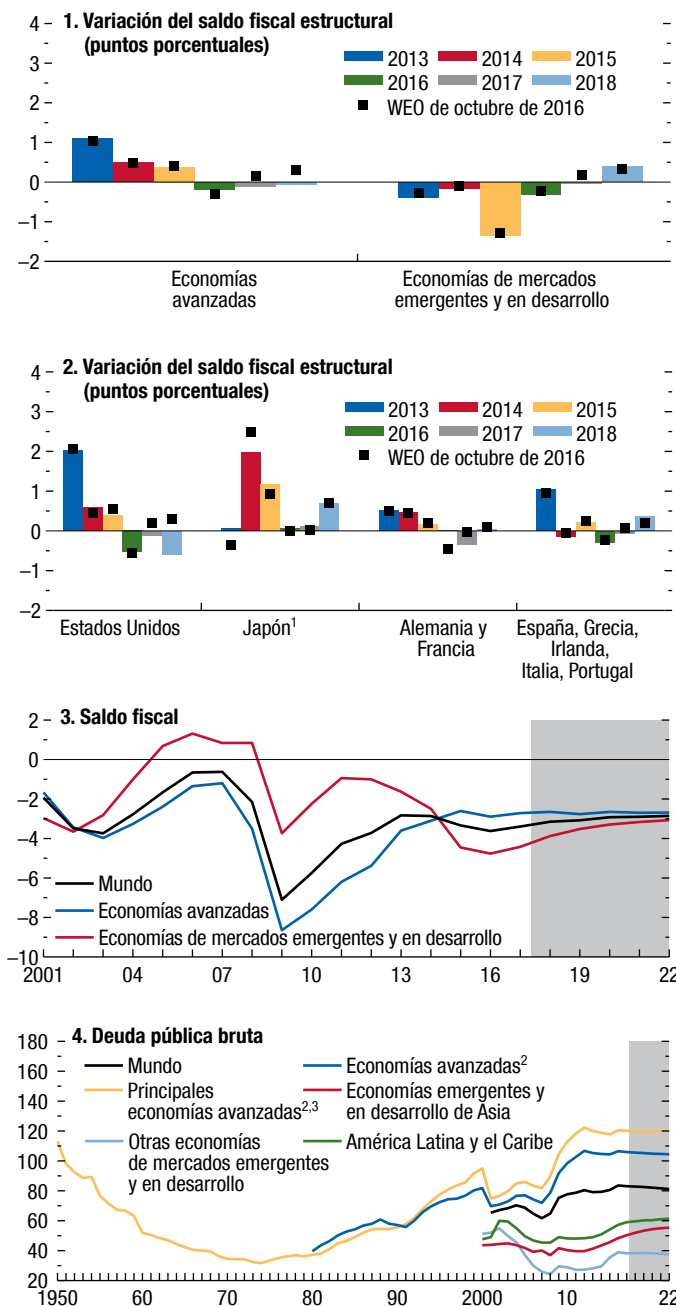 1. Variación del saldo fiscal estructural
(puntos porcentuales)
4
3
2
1
0
–1
–2
2013
2014
2015
2016
2017
2018
WEO de octubre de 2016
Economías
avanzadas
Economías de mercados
emergentes y en desarrollo
2. Variación del saldo fiscal estructural
(puntos porcentuales)
4
3
2
1
0
–1
–2
2013
2014
2015
2016
2017
2018
WEO de octubre de 2016
Estados Unidos
Japón1
Alemania y
Francia
España, Grecia,
Irlanda,
Italia, Portugal
3. Saldo fiscal
2
0
–2
–4
–6
–8
–10
Mundo
Economías avanzadas
Economías de mercados emergentes y en desarrollo
2001 04 07 10 13 16 19 22
4. Deuda pública bruta
180
160
140
120
100
80
60
40
20
Mundo
Economías avanzadas2
Principales
economías avanzadas2,3
Economías emergentes y
en desarrollo de Asia
Otras economías
de mercados emergentes
y en desarrollo
América Latina y el Caribe
1950 60 70 80 90 2000 10 22